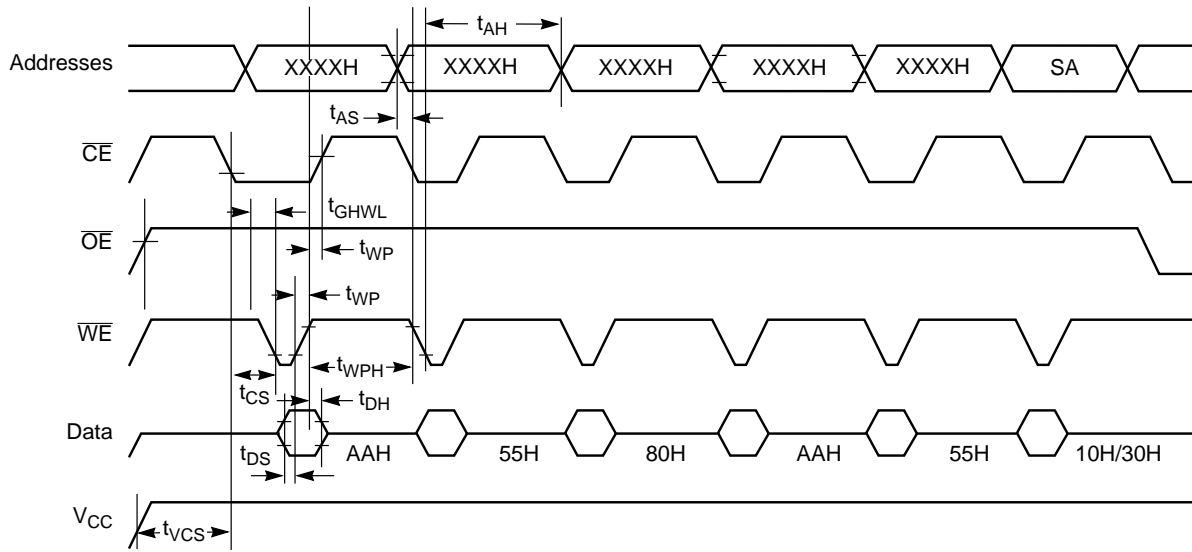 tAH
Addresses XXXXH XXXXH XXXXH XXXXH XXXXH SA
tAS
CE
tGHWL
OE
tWP
tWP
WE
tWPH
tCS
tDH
Data
tDS AAH 55H 80H AAH 55H 10H/30H
VCC
tVCS